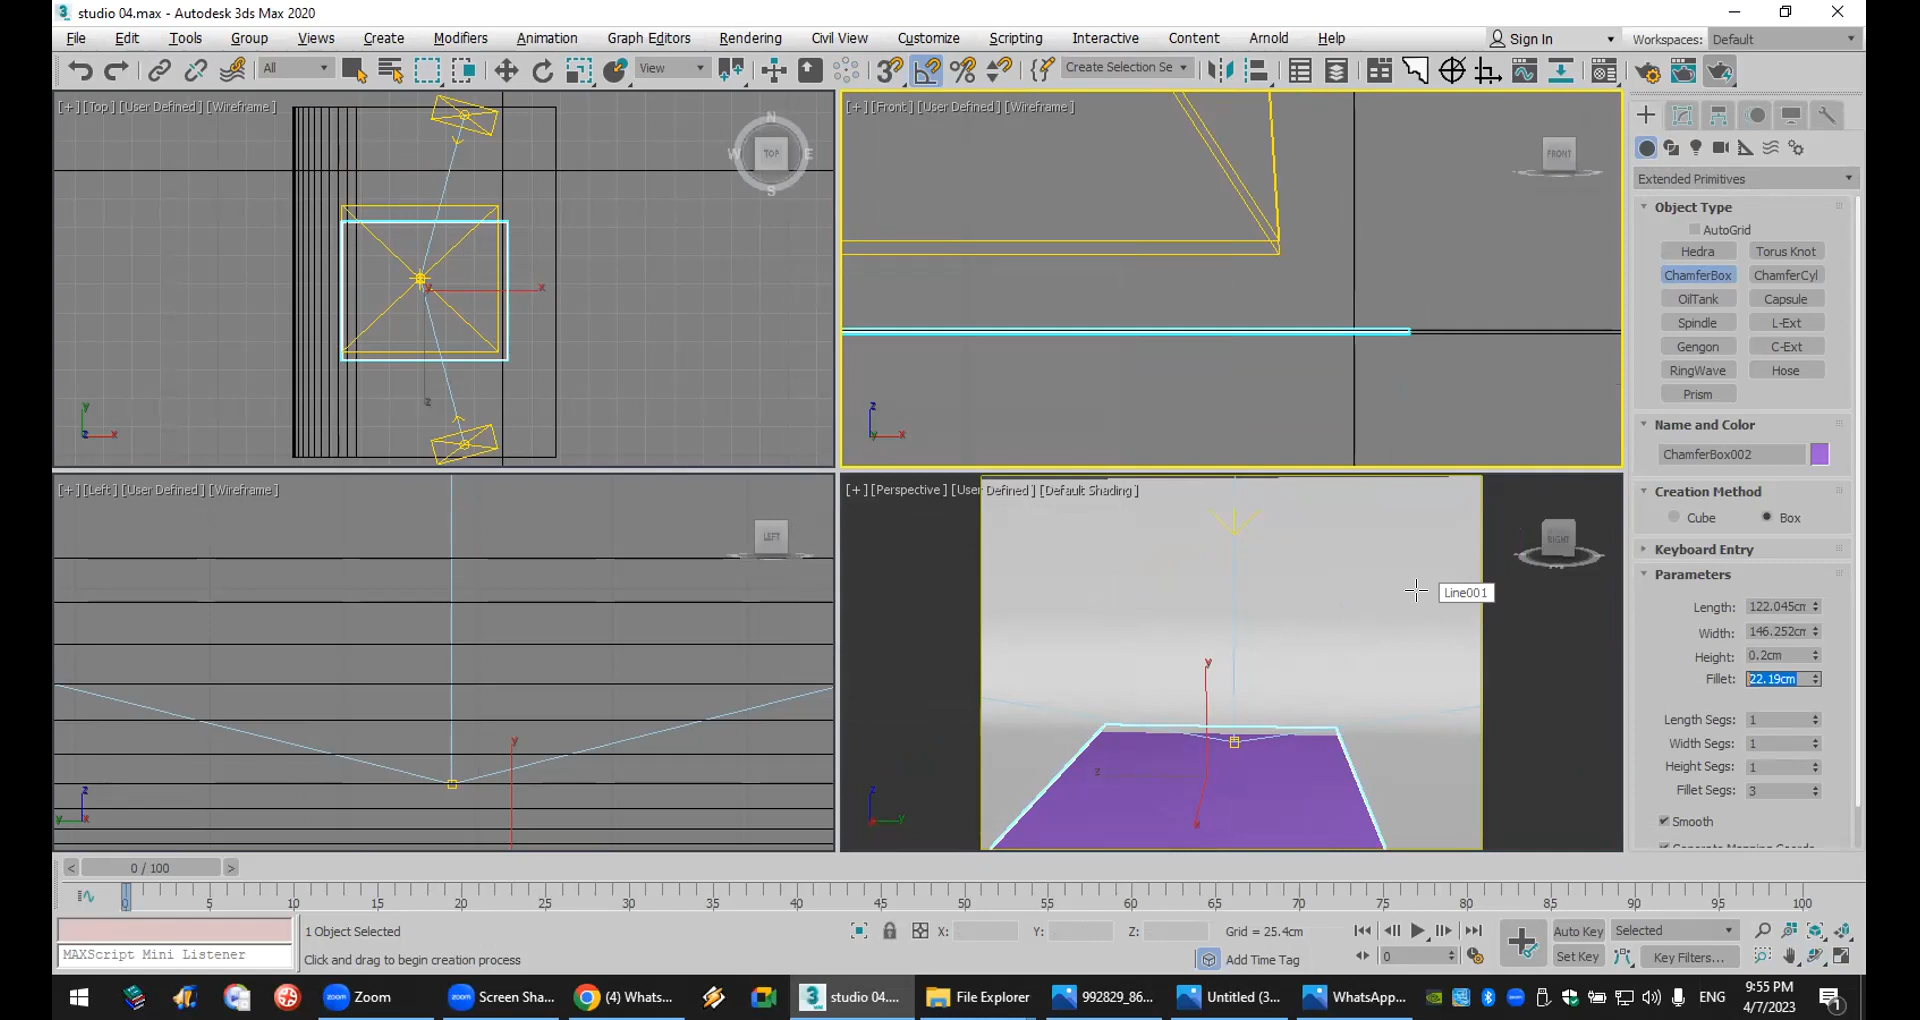 studio 04.max - Autodesk 3ds Max 2020
File Edit Tools Group Views Create Modifiers Animation Graph Editors Rendering Civil View Customize Scripting Interactive Content Arnold Help Sign In Workspaces: Default
All View Create Selection Se
[+] [Top] [User Defined] [Wireframe]
[+] [Front] [User Defined] [Wireframe]
N
W TOP E
S
FRONT
y
z x
x
z
y
z
x
Extended Primitives
Object Type
AutoGrid
Hedra Torus Knot
ChamferBox ChamferCyl
OilTank Capsule
Spindle L-Ext
Gengon C-Ext
RingWave Hose
Prism
Name and Color
ChamferBox002
Creation Method
Cube Box
Keyboard Entry
Parameters
Length: 122.045cm
Width: 146.252cm
Height: 0.2cm
Fillet: 22.19cm
Length Segs: 1
Width Segs: 1
Height Segs: 1
Fillet Segs: 3
Smooth
[+] [Left] [User Defined] [Wireframe]
[+] [Perspective] [User Defined] [Default Shading]
LEFT
RIGHT
Line001
y
z
y x
y
z
x
z
x y
0 / 100
0 5 10 15 20 25 30 35 40 45 50 55 60 65 70 75 80 85 90 95 100
1 Object Selected X: Y: Z: Grid = 25.4cm Auto Key Selected
MAXScript Mini Listener Click and drag to begin creation process Add Time Tag 0 Set Key Key Filters...
Zoom Screen Sha... (4) Whats... studio 04.... File Explorer 992829_86... Untitled (3... WhatsApp... ENG 9:55 PM
4/7/2023
1